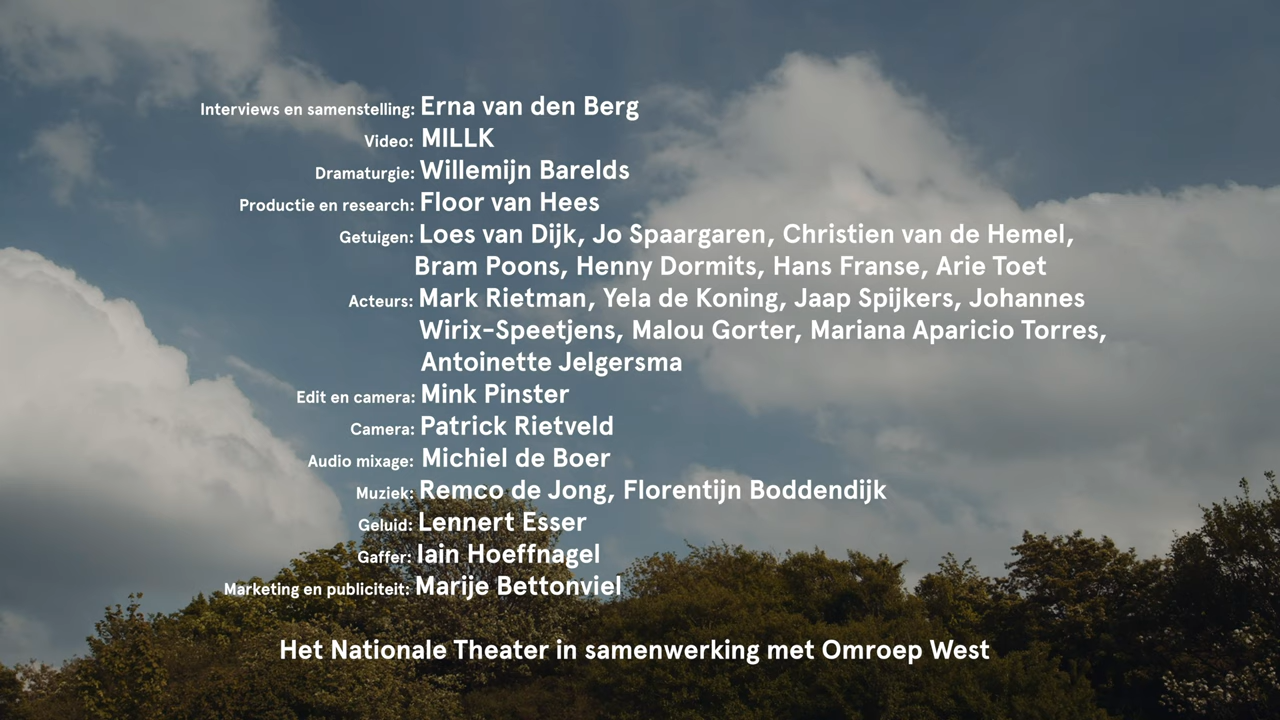 Interviews en samenstelling: Erna van den Berg
Video: MILLK
Dramaturgie: Willemijn Barelds
Productie en research: Floor van Hees
Getuigen: Loes van Dijk, Jo Spaargaren, Christien van de Hemel,
Bram Poons, Henny Dormits, Hans Franse, Arie Toet
Acteurs: Mark Rietman, Yela de Koning, Jaap Spijkers, Johannes
Wirix-Speetjens, Malou Gorter, Mariana Aparicio Torres,
Antoinette Jelgersma
Edit en camera: Mink Pinster
Camera: Patrick Rietveld
Audio mixage: Michiel de Boer
Muziek: Remco de Jong, Florentijn Boddendijk
Geluid: Lennert Esser
Gaffer: Iain Hoeffnagel
Marketing en publiciteit: Marije Bettonviel
Het Nationale Theater in samenwerking met Omroep West